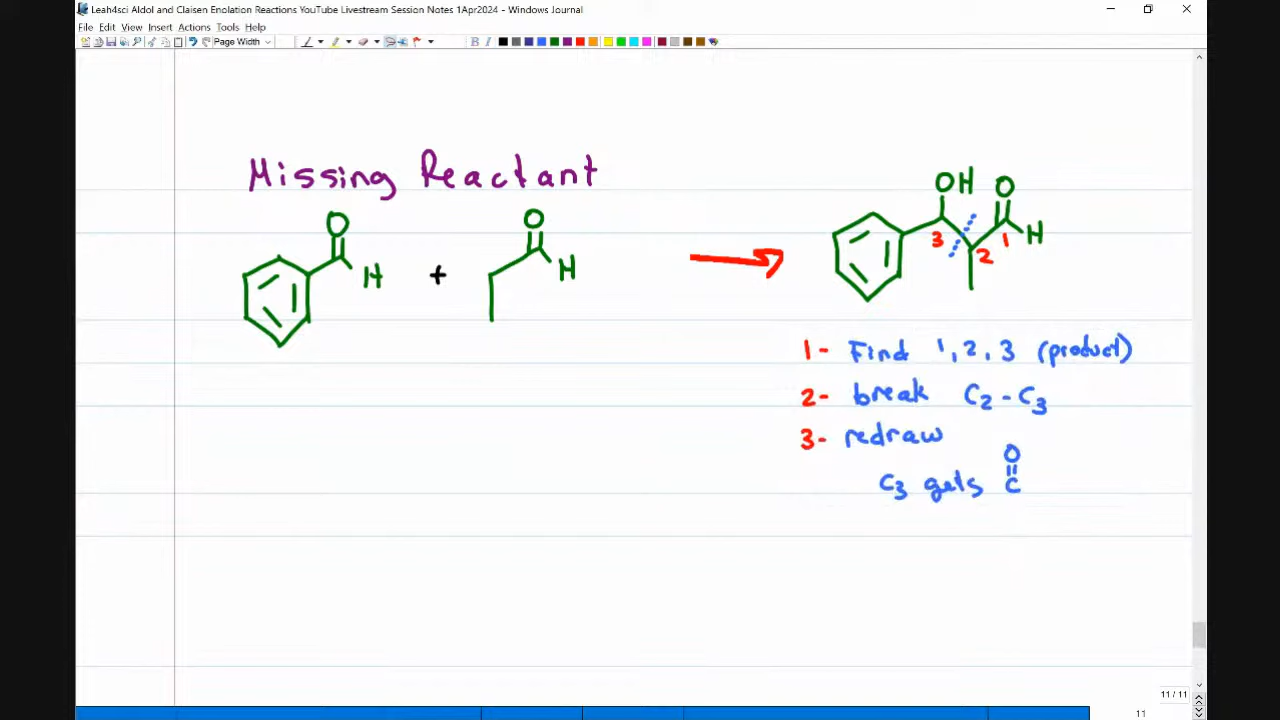 Leah4sci Aldol and Claisen Enolation Reactions YouTube Livestream Session Notes 1Apr2024 - Windows Journal
File Edit View Insert Actions Tools Help
Page Width
B I
Missing Reactant
O
H
+
O
H
OH
O
H
3
2
1
1- Find 1, 2, 3 (product)
2- break C2 - C3
3- redraw
O
C3 gets C
11 / 11
11